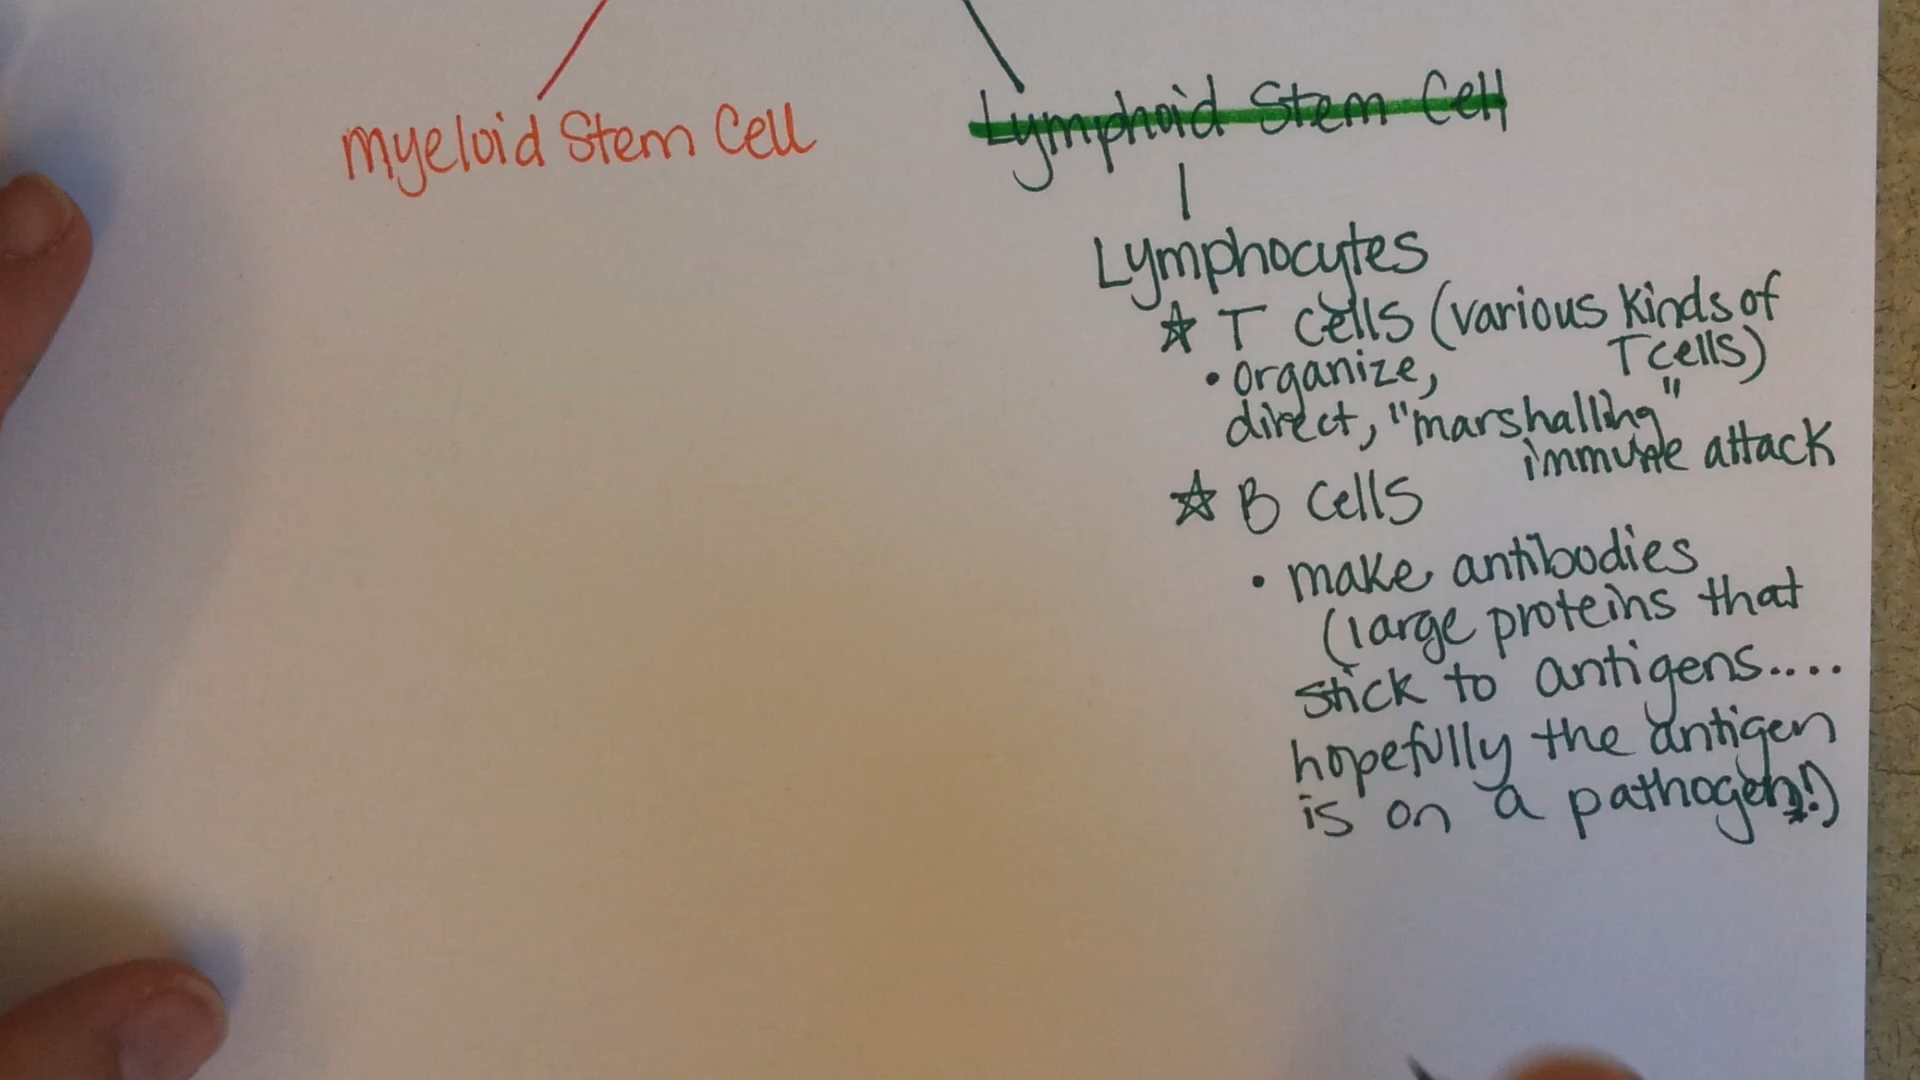 Myeloid Stem Cell
Lymphoid Stem Cell
Lymphocytes
☆ T cells (various kinds of
T cells)
• organize,
direct, "marshalling"
immune attack
☆ B cells
• make antibodies
(large proteins that
stick to antigens....
hopefully the antigen
is on a pathogen!)